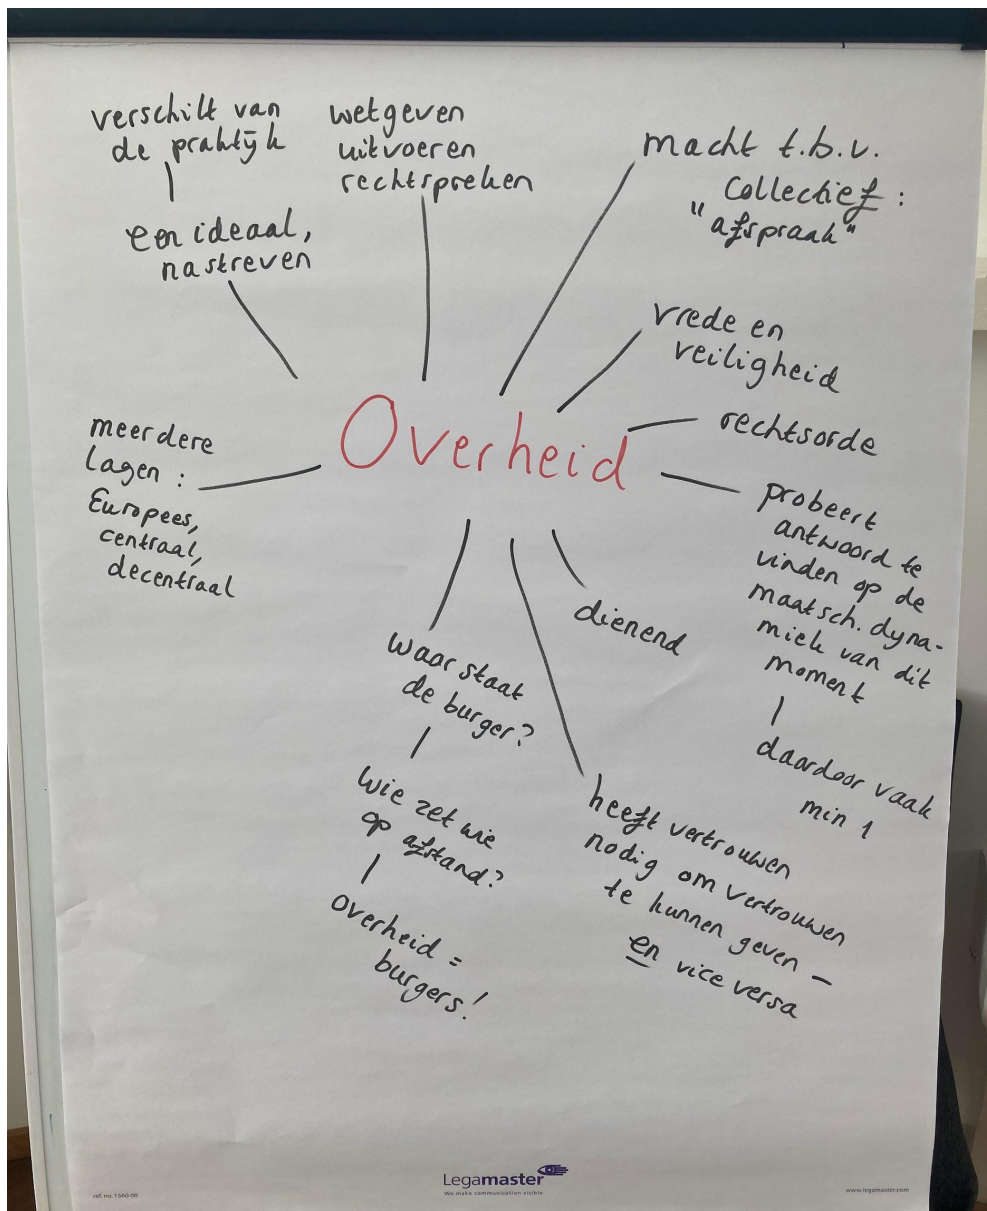 verschilt van
de praktijk
een ideaal,
nastreven
wetgeven
uitvoeren
rechtspreken
macht t.b.v.
collectief :
"afspraak"
vrede en
veiligheid
rechtsorde
Overheid
meerdere
lagen :
Europees,
centraal,
decentraal
probeert
antwoord te
vinden op de
maatsch. dyna-
miek van dit
moment
daardoor vaak
min 1
dienend
waar staat
de burger?
wie zet wie
op afstand?
overheid =
burgers!
heeft vertrouwen
nodig om vertrouwen
te kunnen geven –
en vice versa
Legamaster
We make communication visible
ref. no. 1560 00
www.legamaster.com